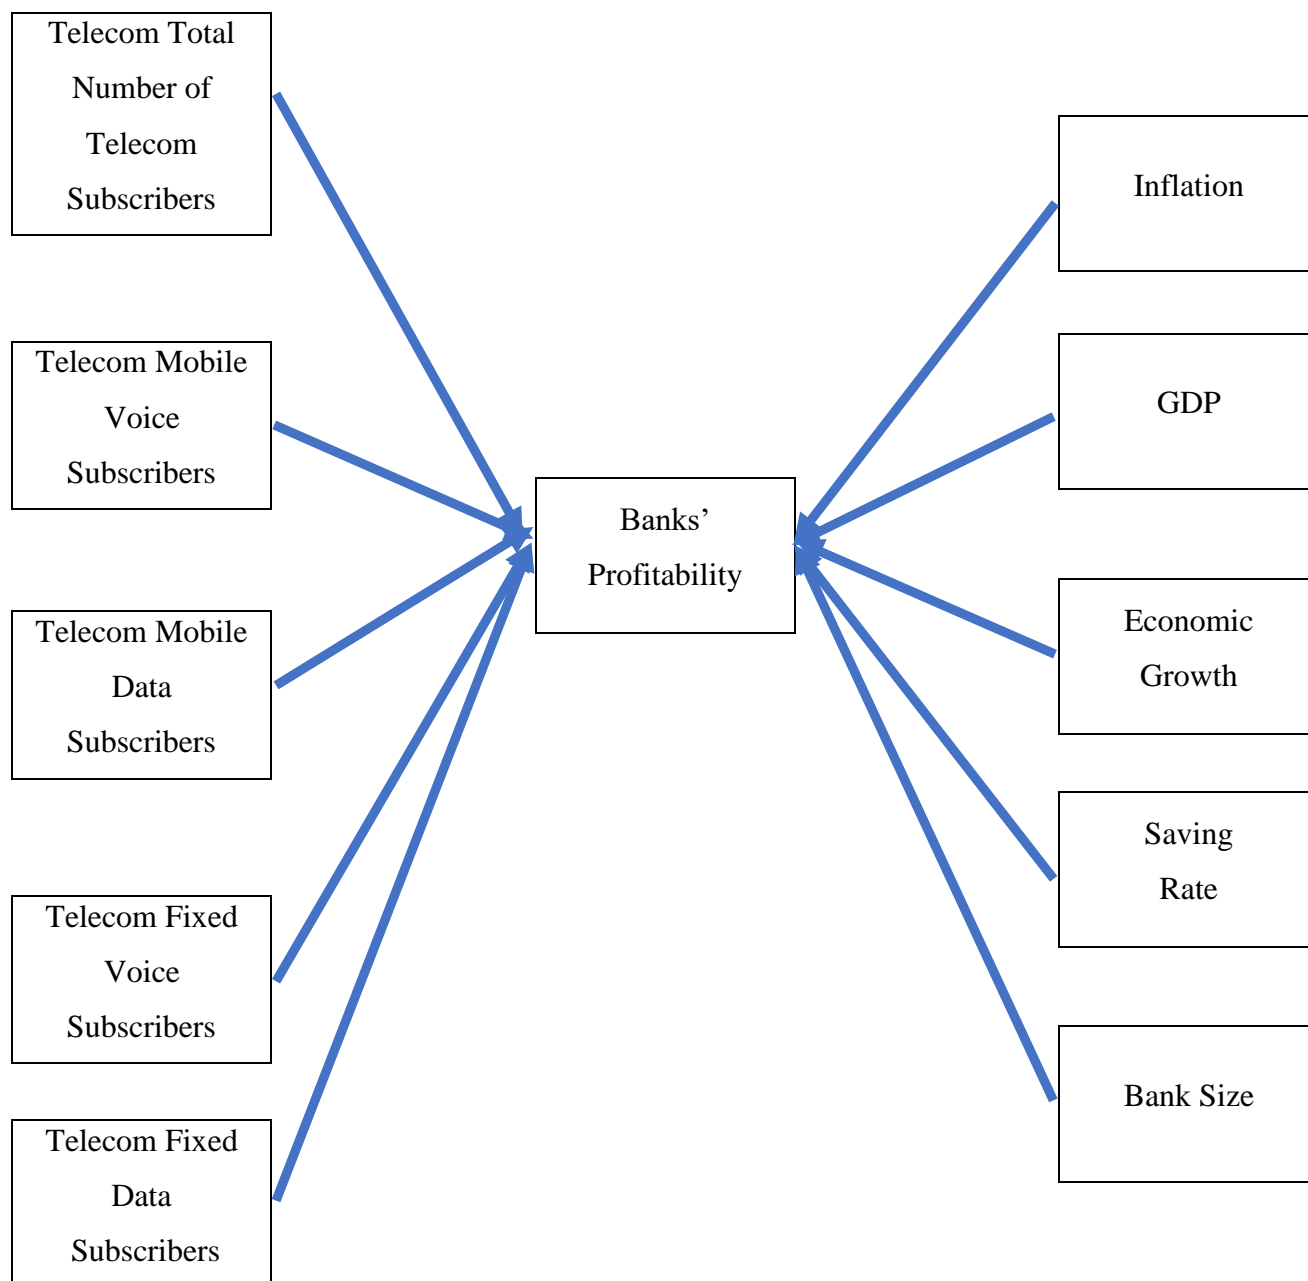 Telecom Total
Number of
Telecom
Subscribers
Telecom Mobile
Voice
Subscribers
Telecom Mobile
Data
Subscribers
Telecom Fixed
Voice
Subscribers
Telecom Fixed
Data
Subscribers
Banks’
Profitability
Inflation
GDP
Economic
Growth
Saving
Rate
Bank Size